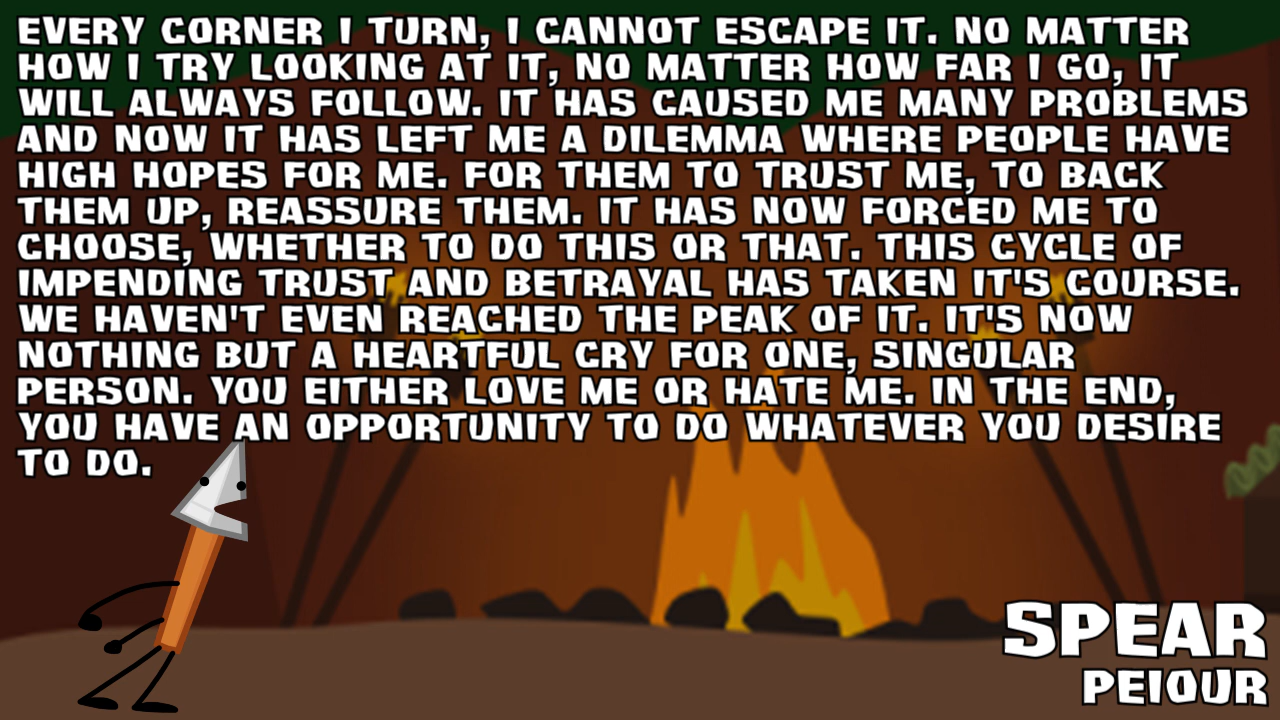 EVERY CORNER I TURN, I CANNOT ESCAPE IT. NO MATTER
HOW I TRY LOOKING AT IT, NO MATTER HOW FAR I GO, IT
WILL ALWAYS FOLLOW. IT HAS CAUSED ME MANY PROBLEMS
AND NOW IT HAS LEFT ME A DILEMMA WHERE PEOPLE HAVE
HIGH HOPES FOR ME. FOR THEM TO TRUST ME, TO BACK
THEM UP, REASSURE THEM. IT HAS NOW FORCED ME TO
CHOOSE, WHETHER TO DO THIS OR THAT. THIS CYCLE OF
IMPENDING TRUST AND BETRAYAL HAS TAKEN IT'S COURSE.
WE HAVEN'T EVEN REACHED THE PEAK OF IT. IT'S NOW
NOTHING BUT A HEARTFUL CRY FOR ONE, SINGULAR
PERSON. YOU EITHER LOVE ME OR HATE ME. IN THE END,
YOU HAVE AN OPPORTUNITY TO DO WHATEVER YOU DESIRE
TO DO.
SPEAR
PEIOUR